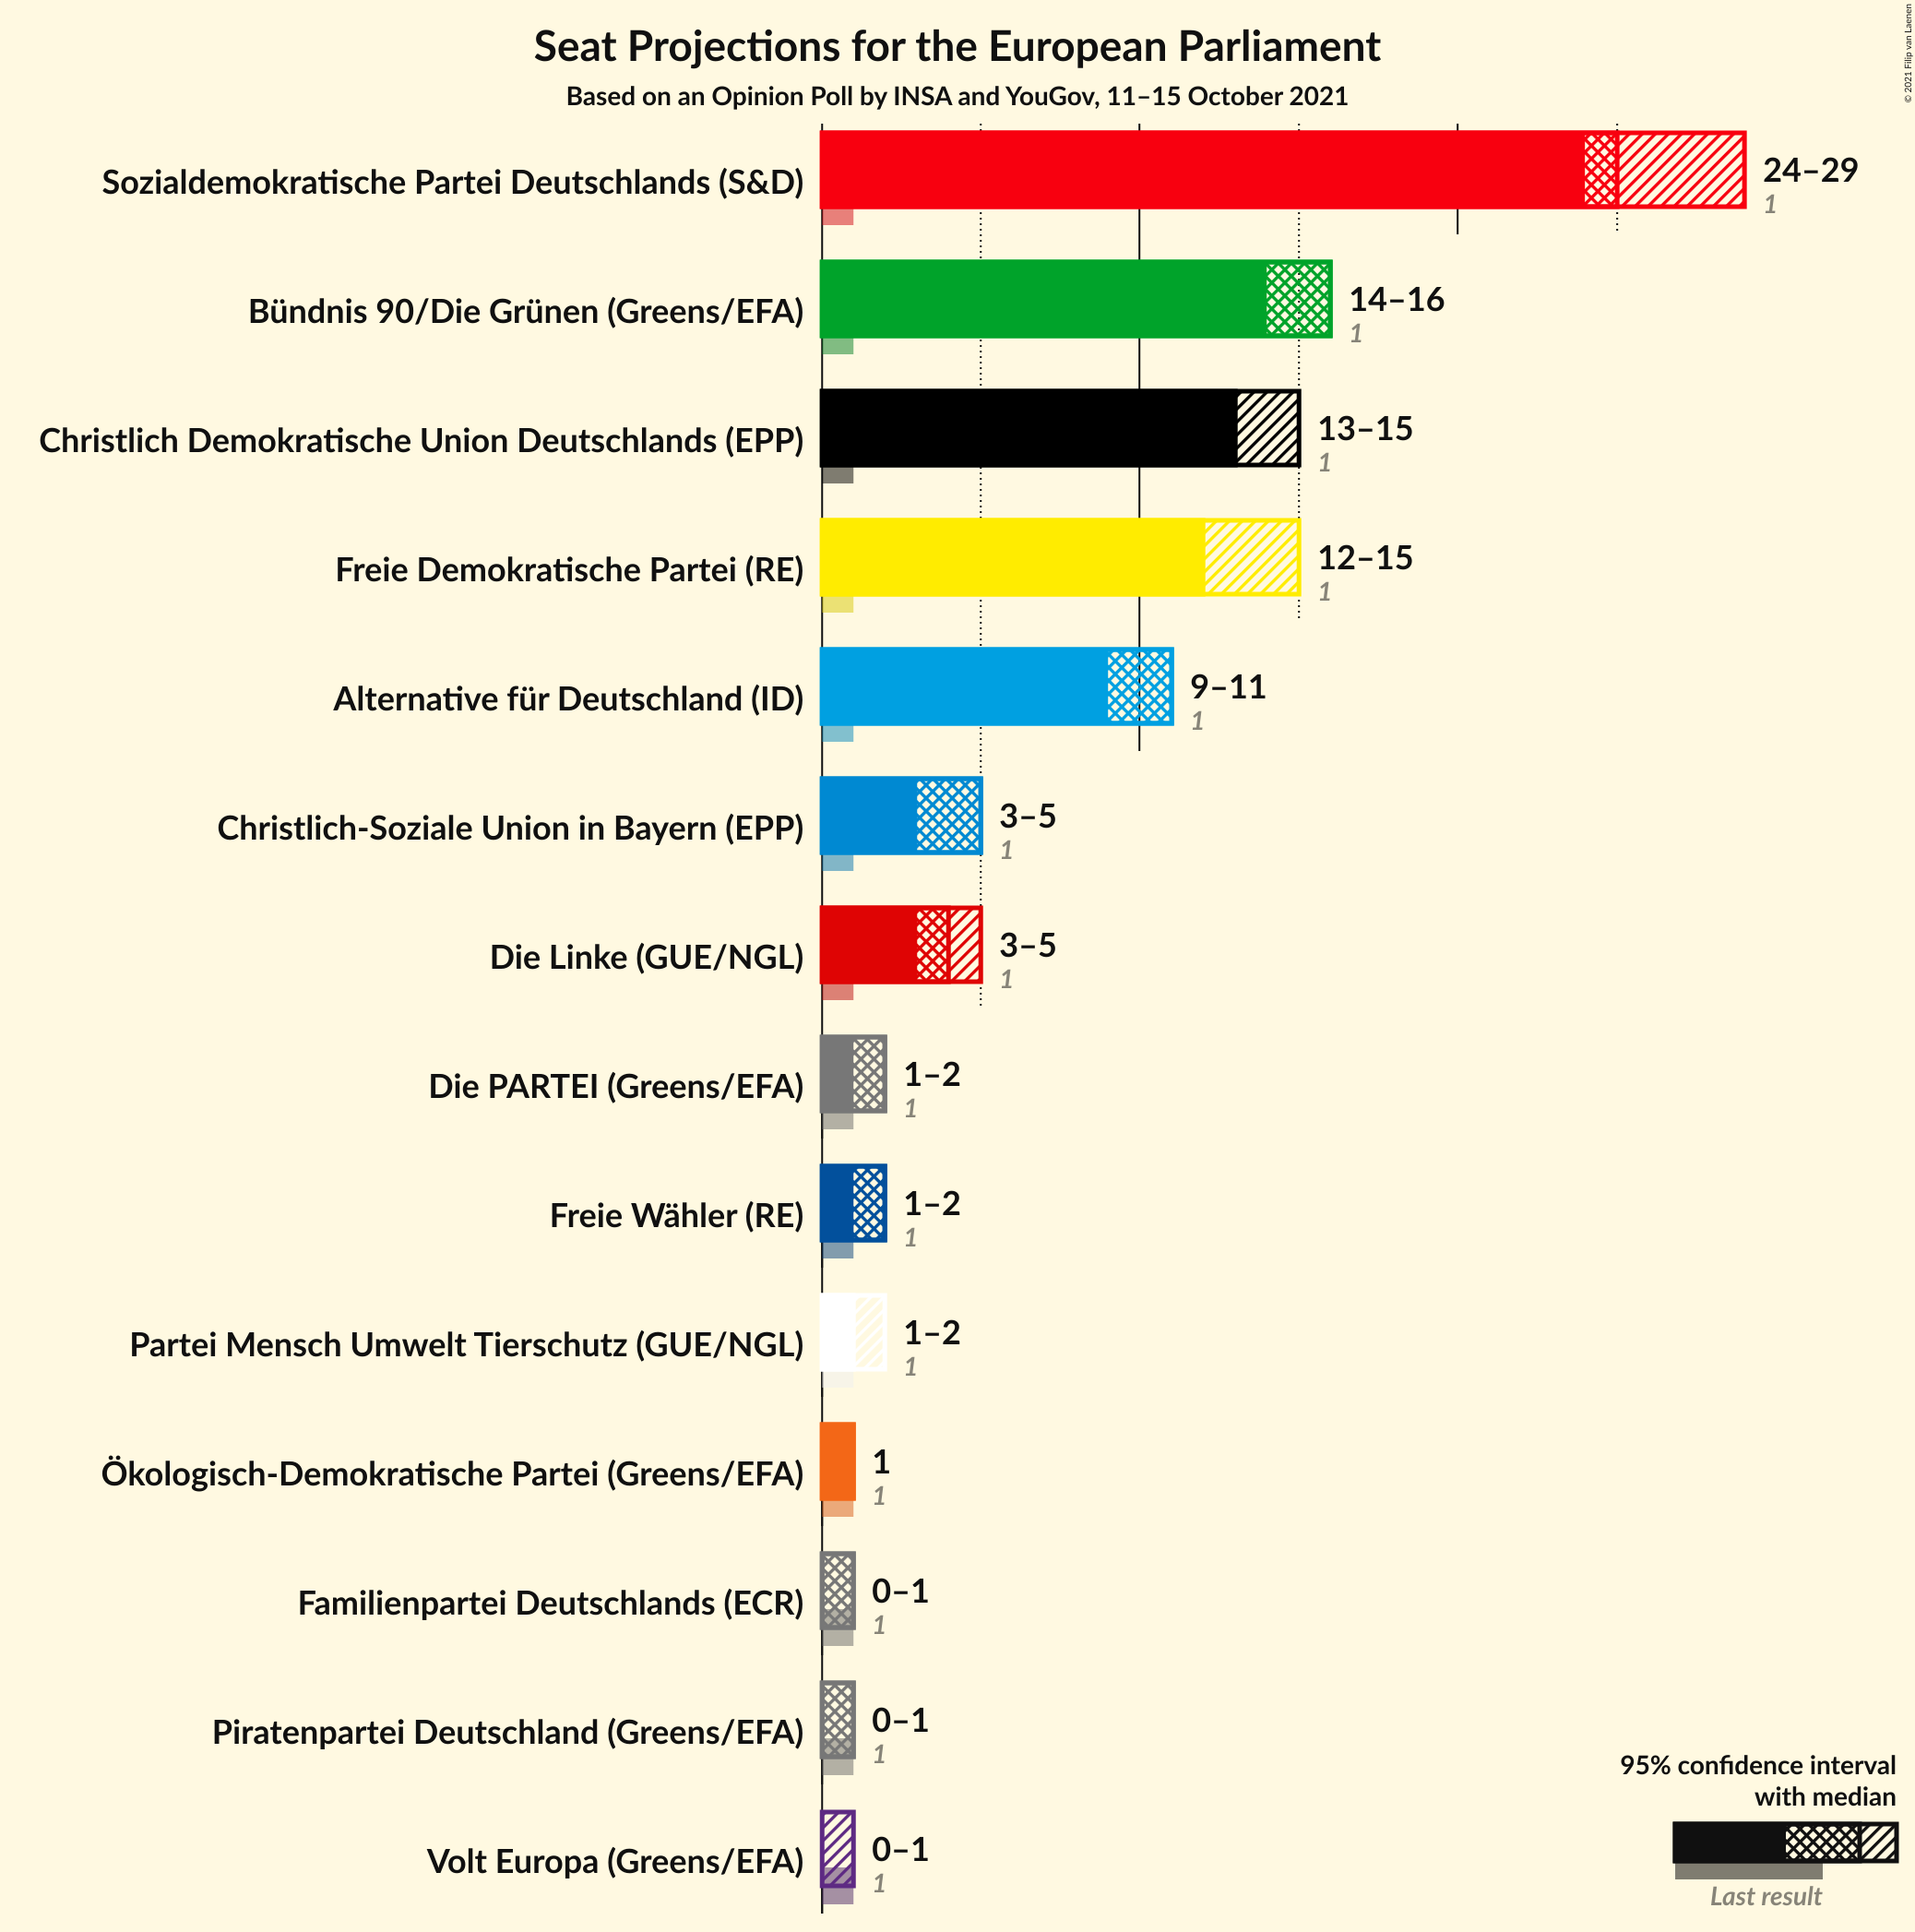 Seat Projections for the European Parliament
Based on an Opinion Poll by INSA and YouGov, 11–15 October 2021
© 2021 Filip van Laenen
Sozialdemokratische Partei Deutschlands (S&D)
24–29
1
Bündnis 90/Die Grünen (Greens/EFA)
14–16
1
Christlich Demokratische Union Deutschlands (EPP)
13–15
1
Freie Demokratische Partei (RE)
12–15
1
Alternative für Deutschland (ID)
9–11
1
Christlich-Soziale Union in Bayern (EPP)
3–5
1
Die Linke (GUE/NGL)
3–5
1
Die PARTEI (Greens/EFA)
1–2
1
Freie Wähler (RE)
1–2
1
Partei Mensch Umwelt Tierschutz (GUE/NGL)
1–2
1
Ökologisch-Demokratische Partei (Greens/EFA)
1
1
Familienpartei Deutschlands (ECR)
0–1
1
Piratenpartei Deutschland (Greens/EFA)
0–1
1
Volt Europa (Greens/EFA)
0–1
1
95% confidence interval
with median
Last result